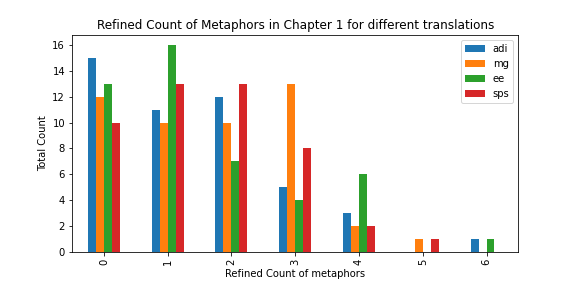 Refined Count of Metaphors in Chapter 1 for different translations
16
14
12
10
8
6
4
2
0
Total Count
adi
mg
ee
sps
0 1 2 3 4 5 6
Refined Count of metaphors